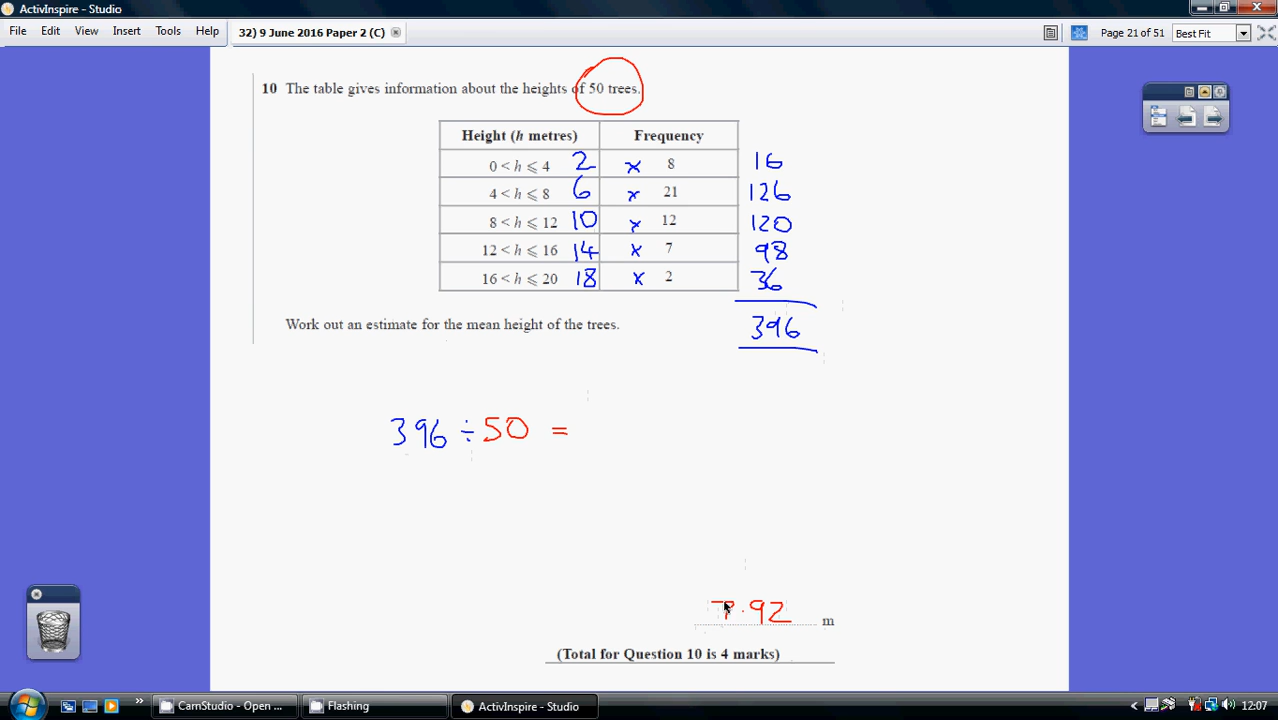 ActivInspire - Studio
File Edit View Insert Tools Help
32) 9 June 2016 Paper 2 (C)
Page 21 of 51
Best Fit
10 The table gives information about the heights of 50 trees.
Height (h metres) Frequency
0 < h ⩽ 4 2 × 8 16
4 < h ⩽ 8 6 × 21 126
8 < h ⩽ 12 10 × 12 120
12 < h ⩽ 16 14 × 7 98
16 < h ⩽ 20 18 × 2 36
396
Work out an estimate for the mean height of the trees.
396 ÷ 50 =
7.92 m
(Total for Question 10 is 4 marks)
CamStudio - Open ...
Flashing
ActivInspire - Studio
12:07